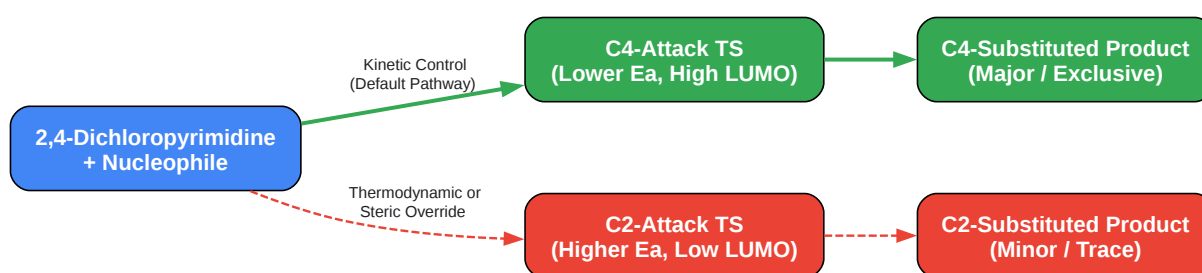 2,4-Dichloropyrimidine
+ Nucleophile
Kinetic Control
(Default Pathway)
C4-Attack TS
(Lower Ea, High LUMO)
C4-Substituted Product
(Major / Exclusive)
Thermodynamic or
Steric Override
C2-Attack TS
(Higher Ea, Low LUMO)
C2-Substituted Product
(Minor / Trace)